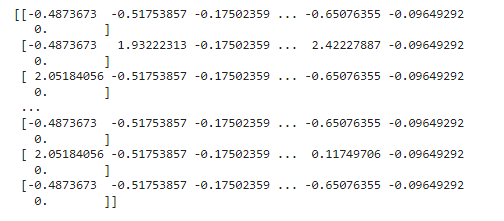 [[-0.4873673  -0.51753857 -0.17502359 ... -0.65076355 -0.09649292
   0.        ]
 [-0.4873673   1.93222313 -0.17502359 ...  2.42227887 -0.09649292
   0.        ]
 [ 2.05184056 -0.51753857 -0.17502359 ... -0.65076355 -0.09649292
   0.        ]
 ...
 [-0.4873673  -0.51753857 -0.17502359 ... -0.65076355 -0.09649292
   0.        ]
 [ 2.05184056 -0.51753857 -0.17502359 ...  0.11749706 -0.09649292
   0.        ]
 [-0.4873673  -0.51753857 -0.17502359 ... -0.65076355 -0.09649292
   0.        ]]